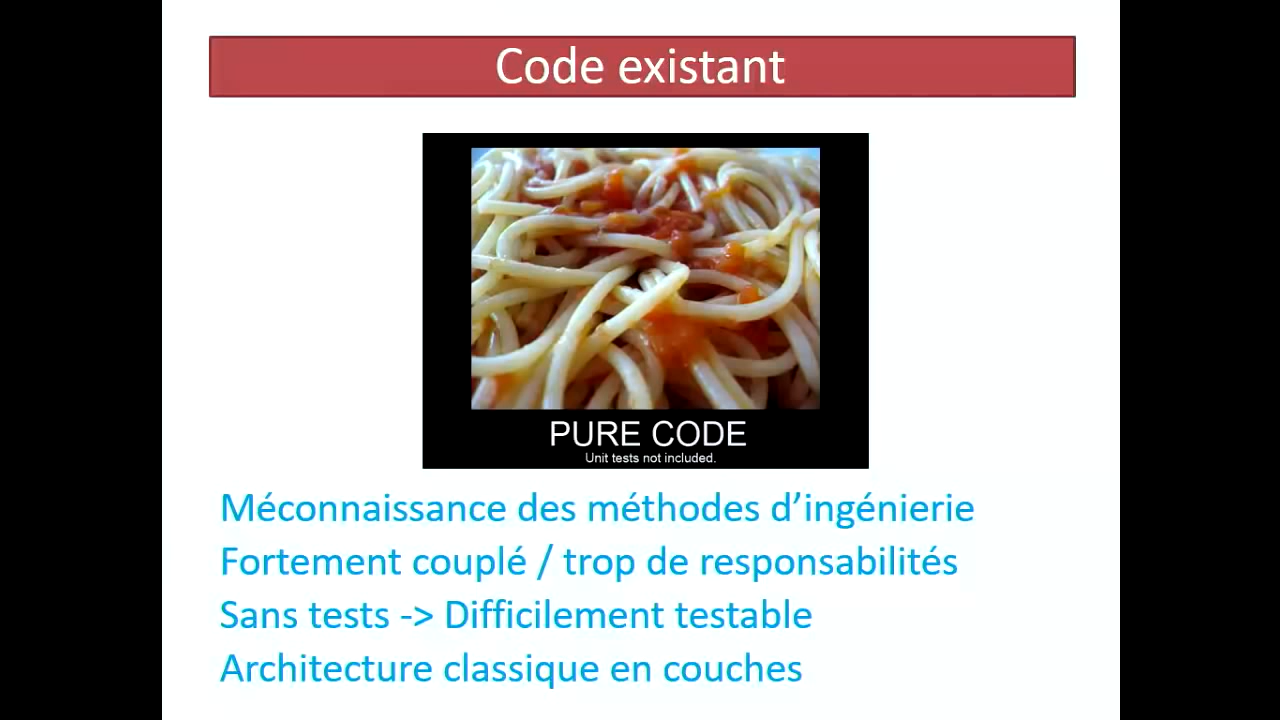 Code existant
PURE CODE
Unit tests not included.
Méconnaissance des méthodes d’ingénierie
Fortement couplé / trop de responsabilités
Sans tests -> Difficilement testable
Architecture classique en couches